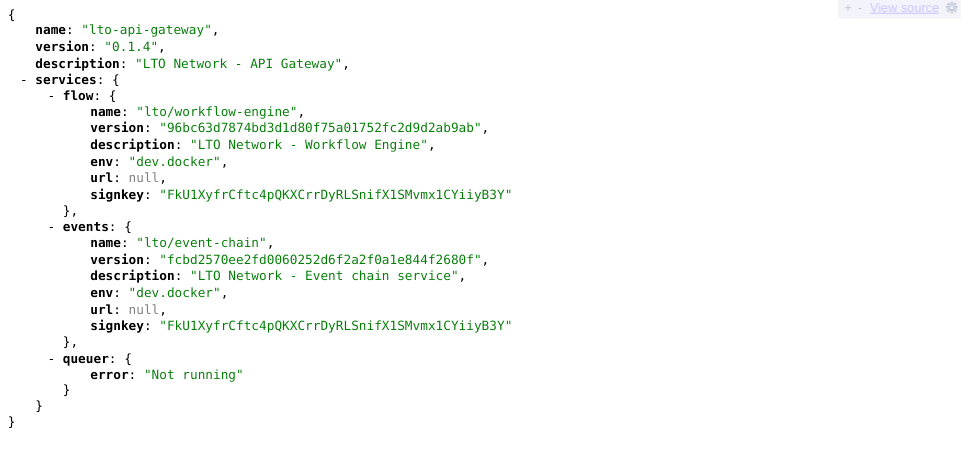 + - View source
{
name: "lto-api-gateway",
version: "0.1.4",
description: "LTO Network - API Gateway",
- services: {
- flow: {
name: "lto/workflow-engine",
version: "96bc63d7874bd3d1d80f75a01752fc2d9d2ab9ab",
description: "LTO Network - Workflow Engine",
env: "dev.docker",
url: null,
signkey: "FkU1XyfrCftc4pQKXCrrDyRLSnifX1SMvmx1CYiiyB3Y"
},
- events: {
name: "lto/event-chain",
version: "fcbd2570ee2fd0060252d6f2a2f0a1e844f2680f",
description: "LTO Network - Event chain service",
env: "dev.docker",
url: null,
signkey: "FkU1XyfrCftc4pQKXCrrDyRLSnifX1SMvmx1CYiiyB3Y"
},
- queuer: {
error: "Not running"
}
}
}